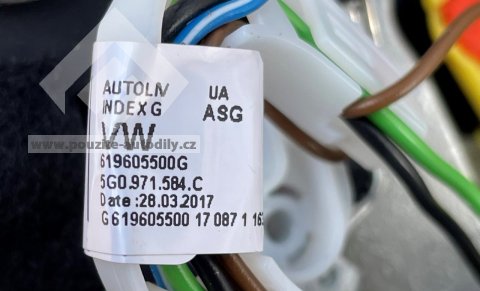 AUTOLIV UA
INDEX G ASG
VW
www.pouzite-autodily.cz
619605500G
5G0.971.584.C
Date :28.03.2017
G 619605500 17 087 1